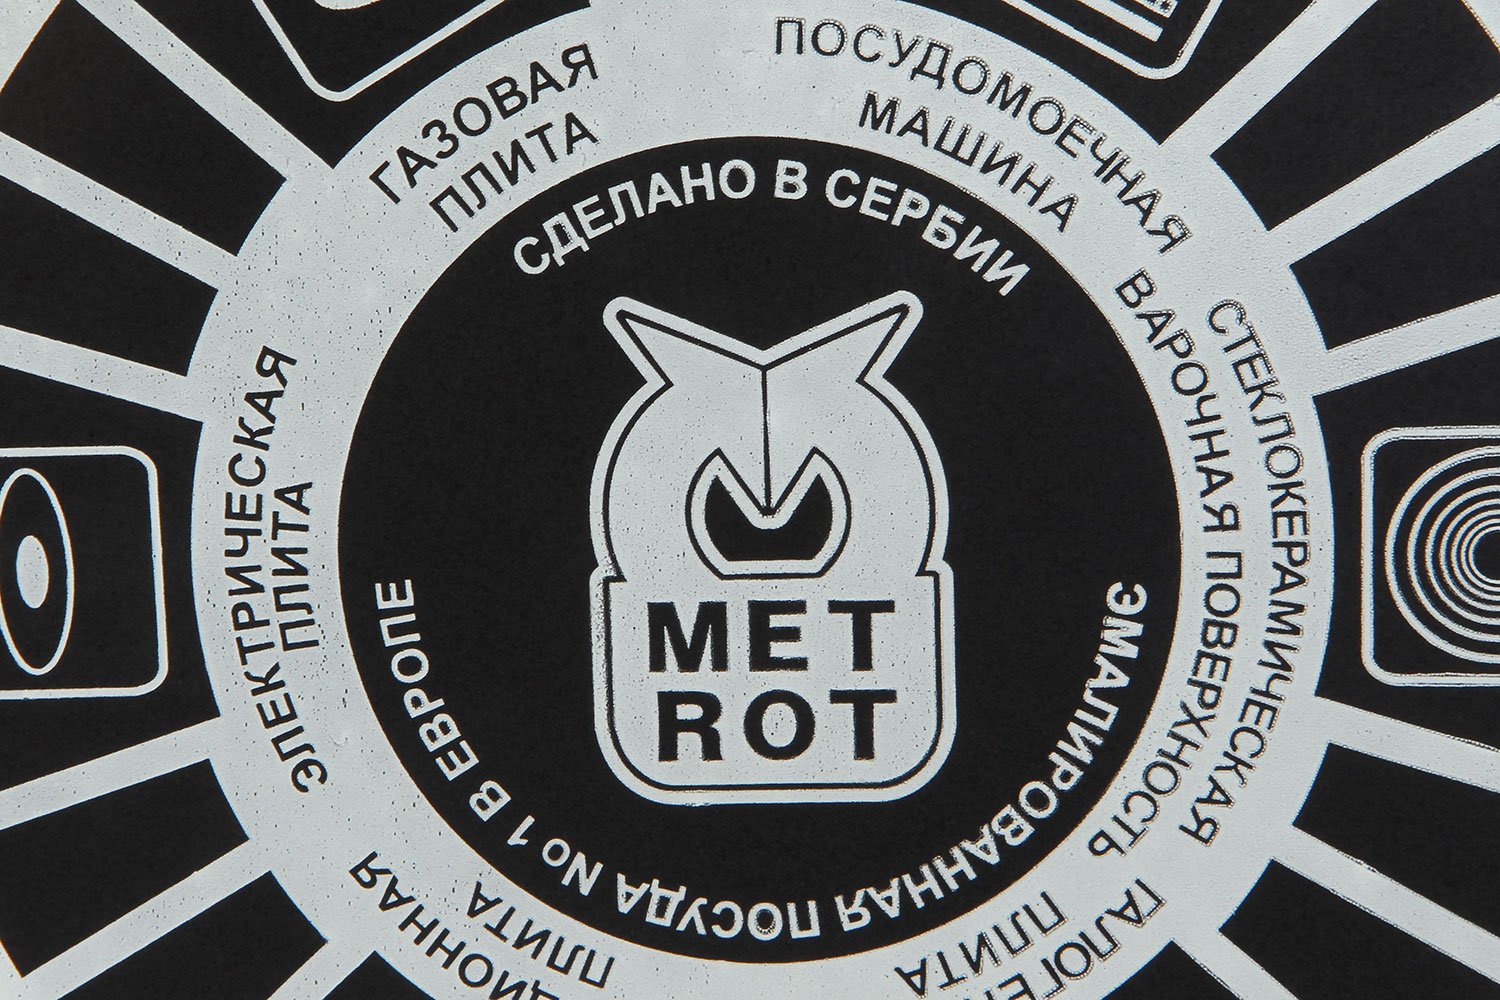 ГАЗОВАЯ
ПЛИТА
ПОСУДОМОЕЧНАЯ
МАШИНА
СТЕКЛОКЕРАМИЧЕСКАЯ
ВАРОЧНАЯ ПОВЕРХНОСТЬ
ПЛИТА
ПЛИТА
ЭЛЕКТРИЧЕСКАЯ
ПЛИТА
СДЕЛАНО В СЕРБИИ
ЭМАЛИРОВАННАЯ ПОСУДА No 1 В ЕВРОПЕ
MET
ROT